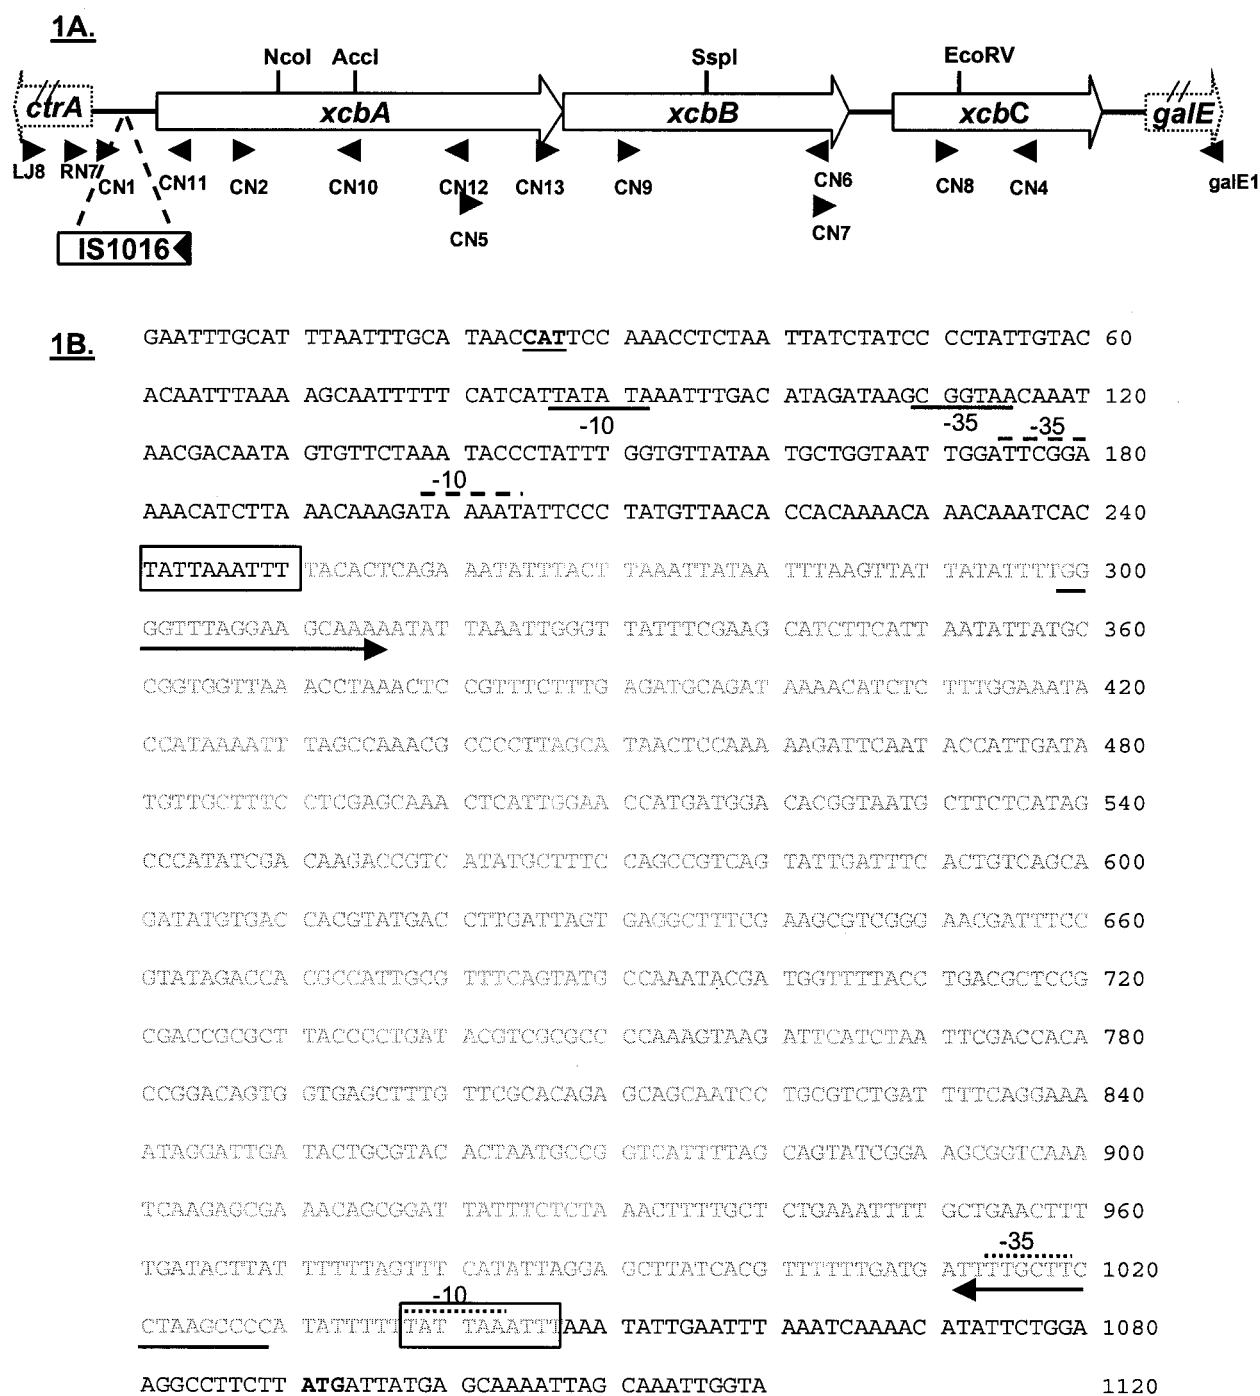 1A.
NcoI AccI SspI EcoRV
ctrA xcbA xcbB xcbC galE
LJ8 RN7 CN1 CN11 CN2 CN10 CN12 CN13 CN9 CN6 CN8 CN4 galE1
CN5 CN7
IS1016
1B.
GAATTTGCAT TTAATTTGCA TAACCATTCC AAACCTCTAA TTATCTATCC CCTATTGTAC 60
ACAATTTAAA AGCAATTTTT CATCATTATA TAAATTTGAC ATAGATAAGC GGTAACAAAT 120
-10 -35 -35
AACGACAATA GTGTTCTAAA TACCCTATTT GGTGTTATAA TGCTGGTAAT TGGATTCGGA 180
-10
AAACATCTTA AACAAAGATA AAATATTCCC TATGTTAACA CCACAAAACA AACAAATCAC 240
TATTAAATTT TACACTCAGA AATATTTACT TAAATTATAA TTTAAGTTAT TATATTTTGG 300
GGTTTAGGAA GCAAAAATAT TAAATTGGGT TATTTCGAAG CATCTTCATT AATATTATGC 360
CGGTGGTTAA ACCTAAACTC CGTTTCTTTG AGATGCAGAT AAAACATCTC TTTGGAAATA 420
CCATAAAATT TAGCCAAACG CCCCTTAGCA TAACTCCAAA AAGATTCAAT ACCATTGATA 480
TGTTGCTTTC CTCGAGCAAA CTCATTGGAA CCATGATGGA CACGGTAATG CTTCTCATAG 540
CCCATATCGA CAAGACCGTC ATATGCTTTC CAGCCGTCAG TATTGATTTC ACTGTCAGCA 600
GATATGTGAC CACGTATGAC CTTGATTAGT GAGGCTTTCG AAGCGTCGGG AACGATTTCC 660
GTATAGACCA CGCCATTGCG TTTCAGTATG CCAAATACGA TGGTTTTACC TGACGCTCCG 720
CGACCGCGCT TACCCCTGAT ACGTCGCGCC CCAAAGTAAG ATTCATCTAA TTCGACCACA 780
CCGGACAGTG GTGAGCTTTG TTCGCACAGA GCAGCAATCC TGCGTCTGAT TTTCAGGAAA 840
ATAGGATTGA TACTGCGTAC ACTAATGCCG GTCATTTTAG CAGTATCGGA AGCGGTCAAA 900
TCAAGAGCGA AACAGCGGAT TATTTCTCTA AACTTTTGCT CTGAAATTTT GCTGAACTTT 960
-35
TGATACTTAT TTTTTAGTTT CATATTAGGA GCTTATCACG TTTTTTGATG ATTTTGCTTC 1020
-10
CTAAGCCCCA TATTTTTTAT TAAATTTAAA TATTGAATTT AAATCAAAAC ATATTCTGGA 1080
AGGCCTTCTT ATGATTATGA GCAAAATTAG CAAATTGGTA 1120